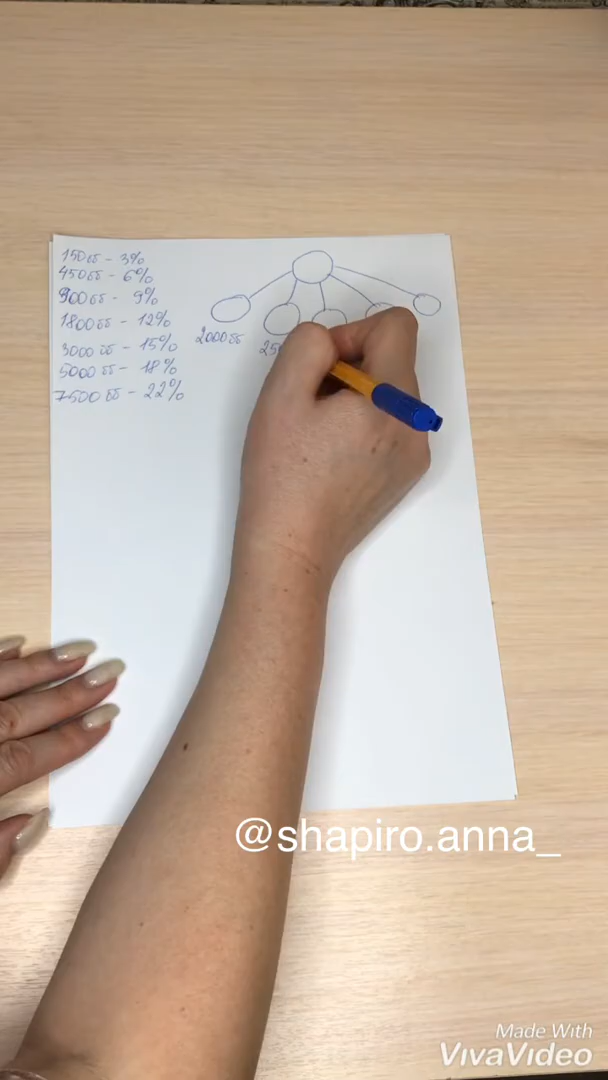 150бб - 3%
450бб - 6%
900бб - 9%
1800бб - 12%
3000бб - 15%
5000бб - 18%
7500бб - 22%
2000бб
@shapiro.anna_
Made With
VivaVideo